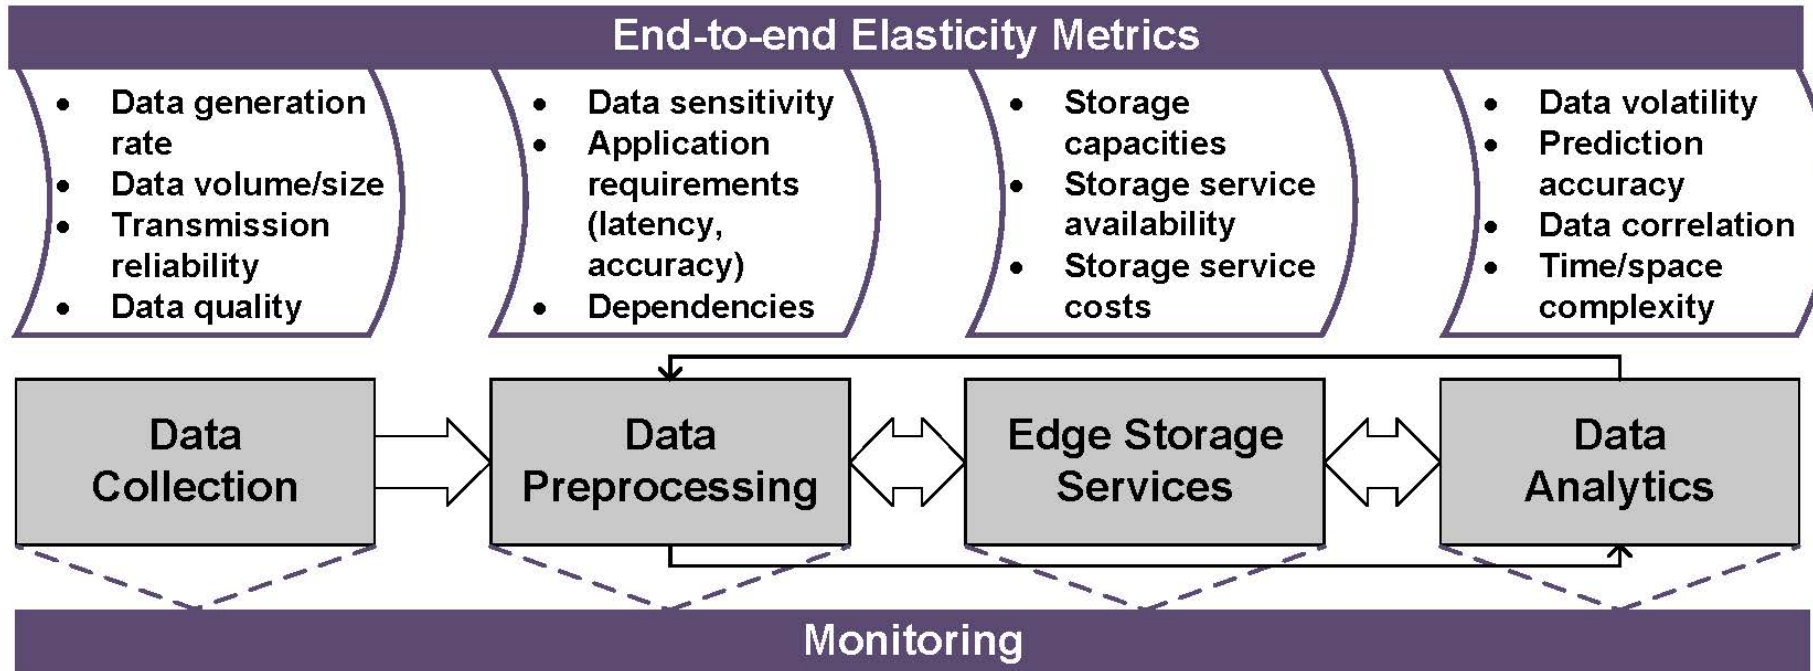 End-to-end Elasticity Metrics
• Data generation
rate
• Data volume/size
• Transmission
reliability
• Data quality
• Data sensitivity
• Application
requirements
(latency,
accuracy)
• Dependencies
• Storage
capacities
• Storage service
availability
• Storage service
costs
• Data volatility
• Prediction
accuracy
• Data correlation
• Time/space
complexity
Data
Collection
Data
Preprocessing
Edge Storage
Services
Data
Analytics
Monitoring